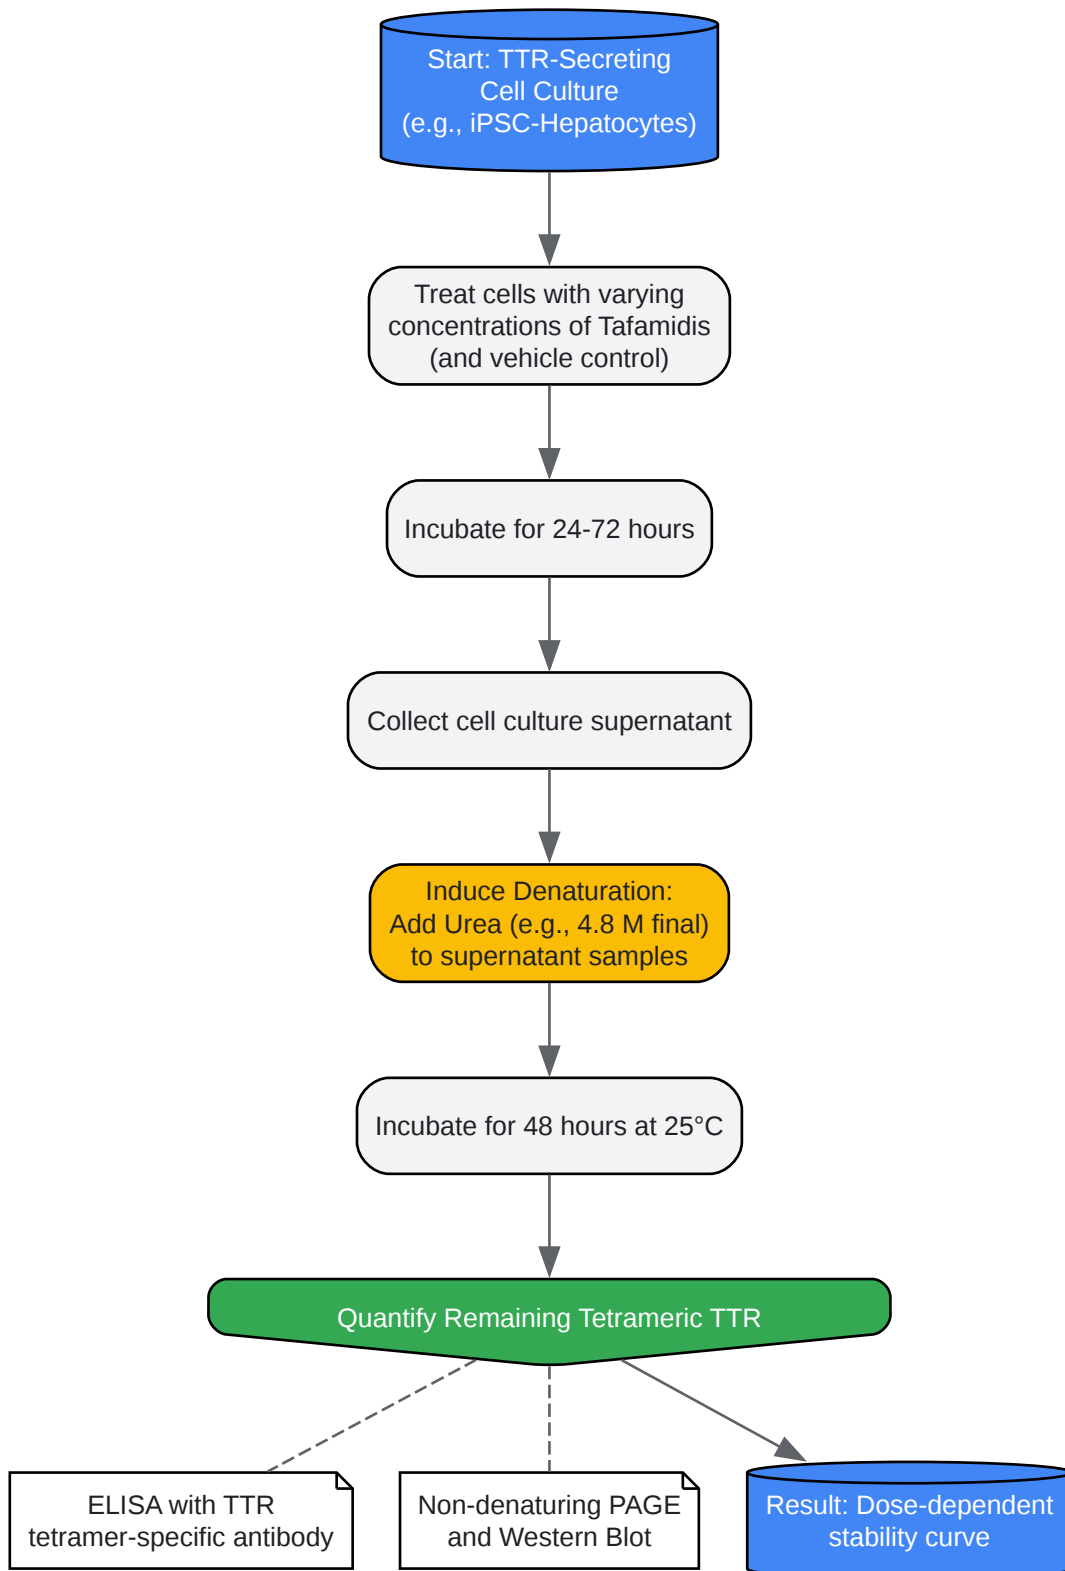 Start: TTR-Secreting
Cell Culture
(e.g., iPSC-Hepatocytes)
Treat cells with varying
concentrations of Tafamidis
(and vehicle control)
Incubate for 24-72 hours
Collect cell culture supernatant
Induce Denaturation:
Add Urea (e.g., 4.8 M final)
to supernatant samples
Incubate for 48 hours at 25°C
Quantify Remaining Tetrameric TTR
ELISA with TTR
tetramer-specific antibody
Non-denaturing PAGE
and Western Blot
Result: Dose-dependent
stability curve